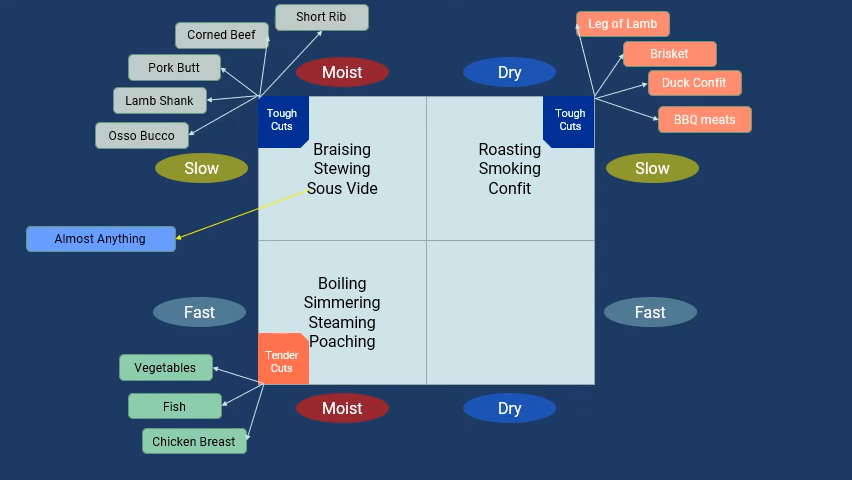 Short Rib
Leg of Lamb
Corned Beef
Brisket
Pork Butt
Moist
Dry
Duck Confit
Lamb Shank
BBQ meats
Tough
Cuts
Tough
Cuts
Osso Bucco
Braising
Stewing
Sous Vide
Roasting
Smoking
Confit
Slow
Slow
Almost Anything
Boiling
Simmering
Steaming
Poaching
Fast
Fast
Tender
Cuts
Vegetables
Fish
Moist
Dry
Chicken Breast